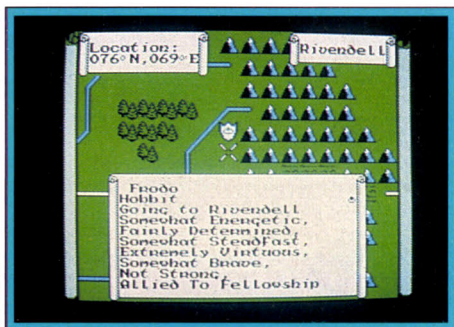 Location:
076°N,069°E
Rivendell
Frodo
Hobbit
Going to Rivendell
Somewhat Energetic,
Fairly Determined,
Somewhat SteadFast,
Extremely Virtuous,
Somewhat Brave,
Not Strong,
Allied To Fellowship